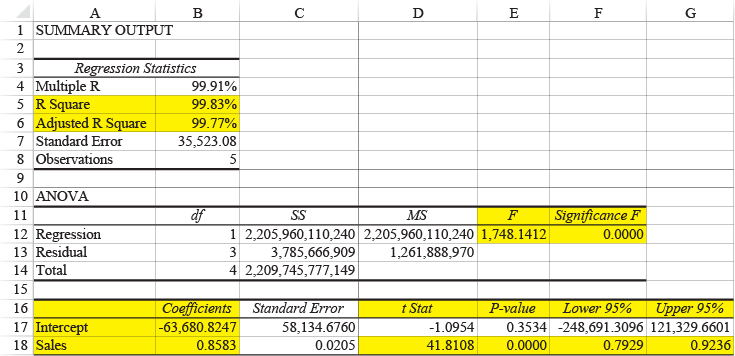 A B C D E F G
1 SUMMARY OUTPUT
2
3 Regression Statistics
4 Multiple R 99.91%
5 R Square 99.83%
6 Adjusted R Square 99.77%
7 Standard Error 35,523.08
8 Observations 5
9
10 ANOVA
11 df SS MS F Significance F
12 Regression 1 2,205,960,110,240 2,205,960,110,240 1,748.1412 0.0000
13 Residual 3 3,785,666,909 1,261,888,970
14 Total 4 2,209,745,777,149
15
16 Coefficients Standard Error t Stat P-value Lower 95% Upper 95%
17 Intercept -63,680.8247 58,134.6760 -1.0954 0.3534 -248,691.3096 121,329.6601
18 Sales 0.8583 0.0205 41.8108 0.0000 0.7929 0.9236